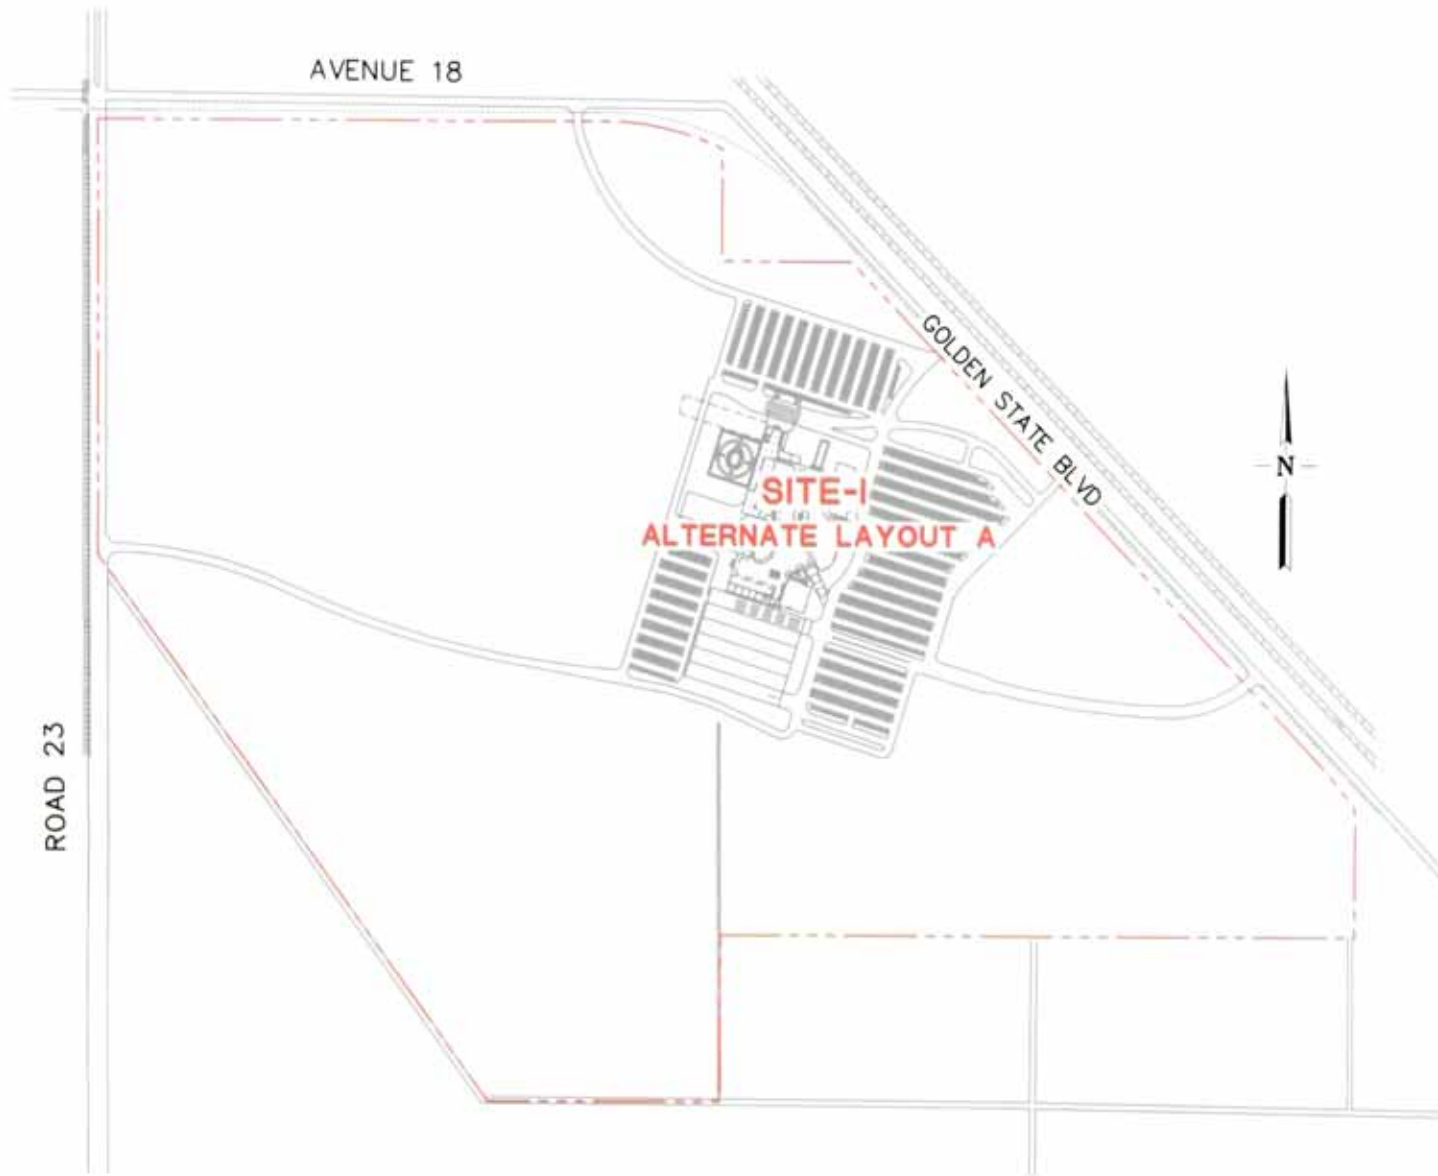 AVENUE 18
GOLDEN STATE BLVD
N
SITE-I
ALTERNATE LAYOUT A
ROAD 23